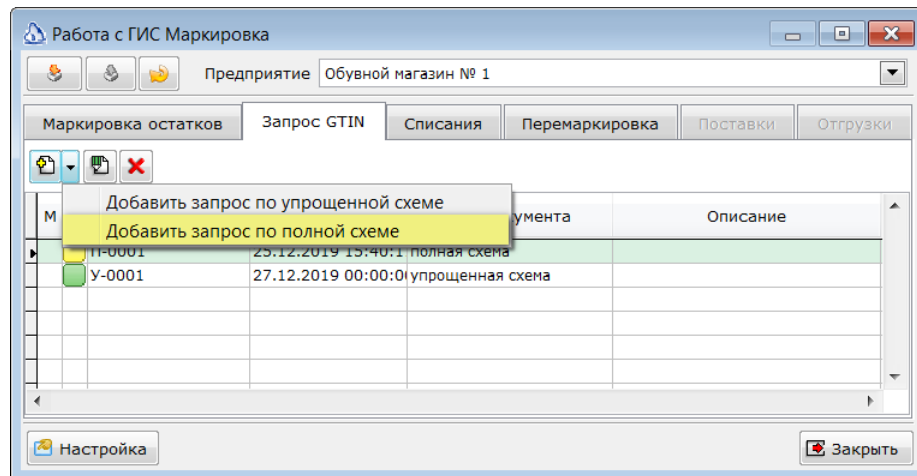 Работа с ГИС Маркировка
Предприятие Обувной магазин № 1
Маркировка остатков Запрос GTIN Списания Перемаркировка Поставки Отгрузки
Добавить запрос по упрощенной схеме
М умента Описание
Добавить запрос по полной схеме
П-0001 25.12.2019 15:40:1 полная схема
У-0001 27.12.2019 00:00:0 упрощенная схема
Настройка Закрыть